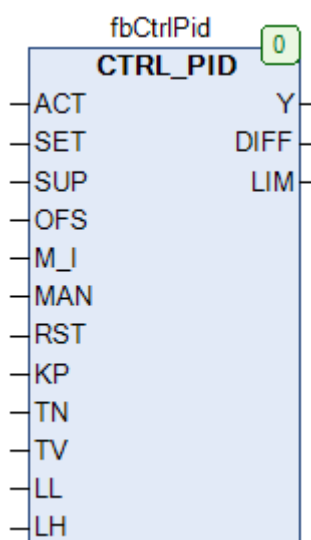 fbCtrlPid
0
CTRL_PID
ACT Y
SET DIFF
SUP LIM
OFS
M_I
MAN
RST
KP
TN
TV
LL
LH